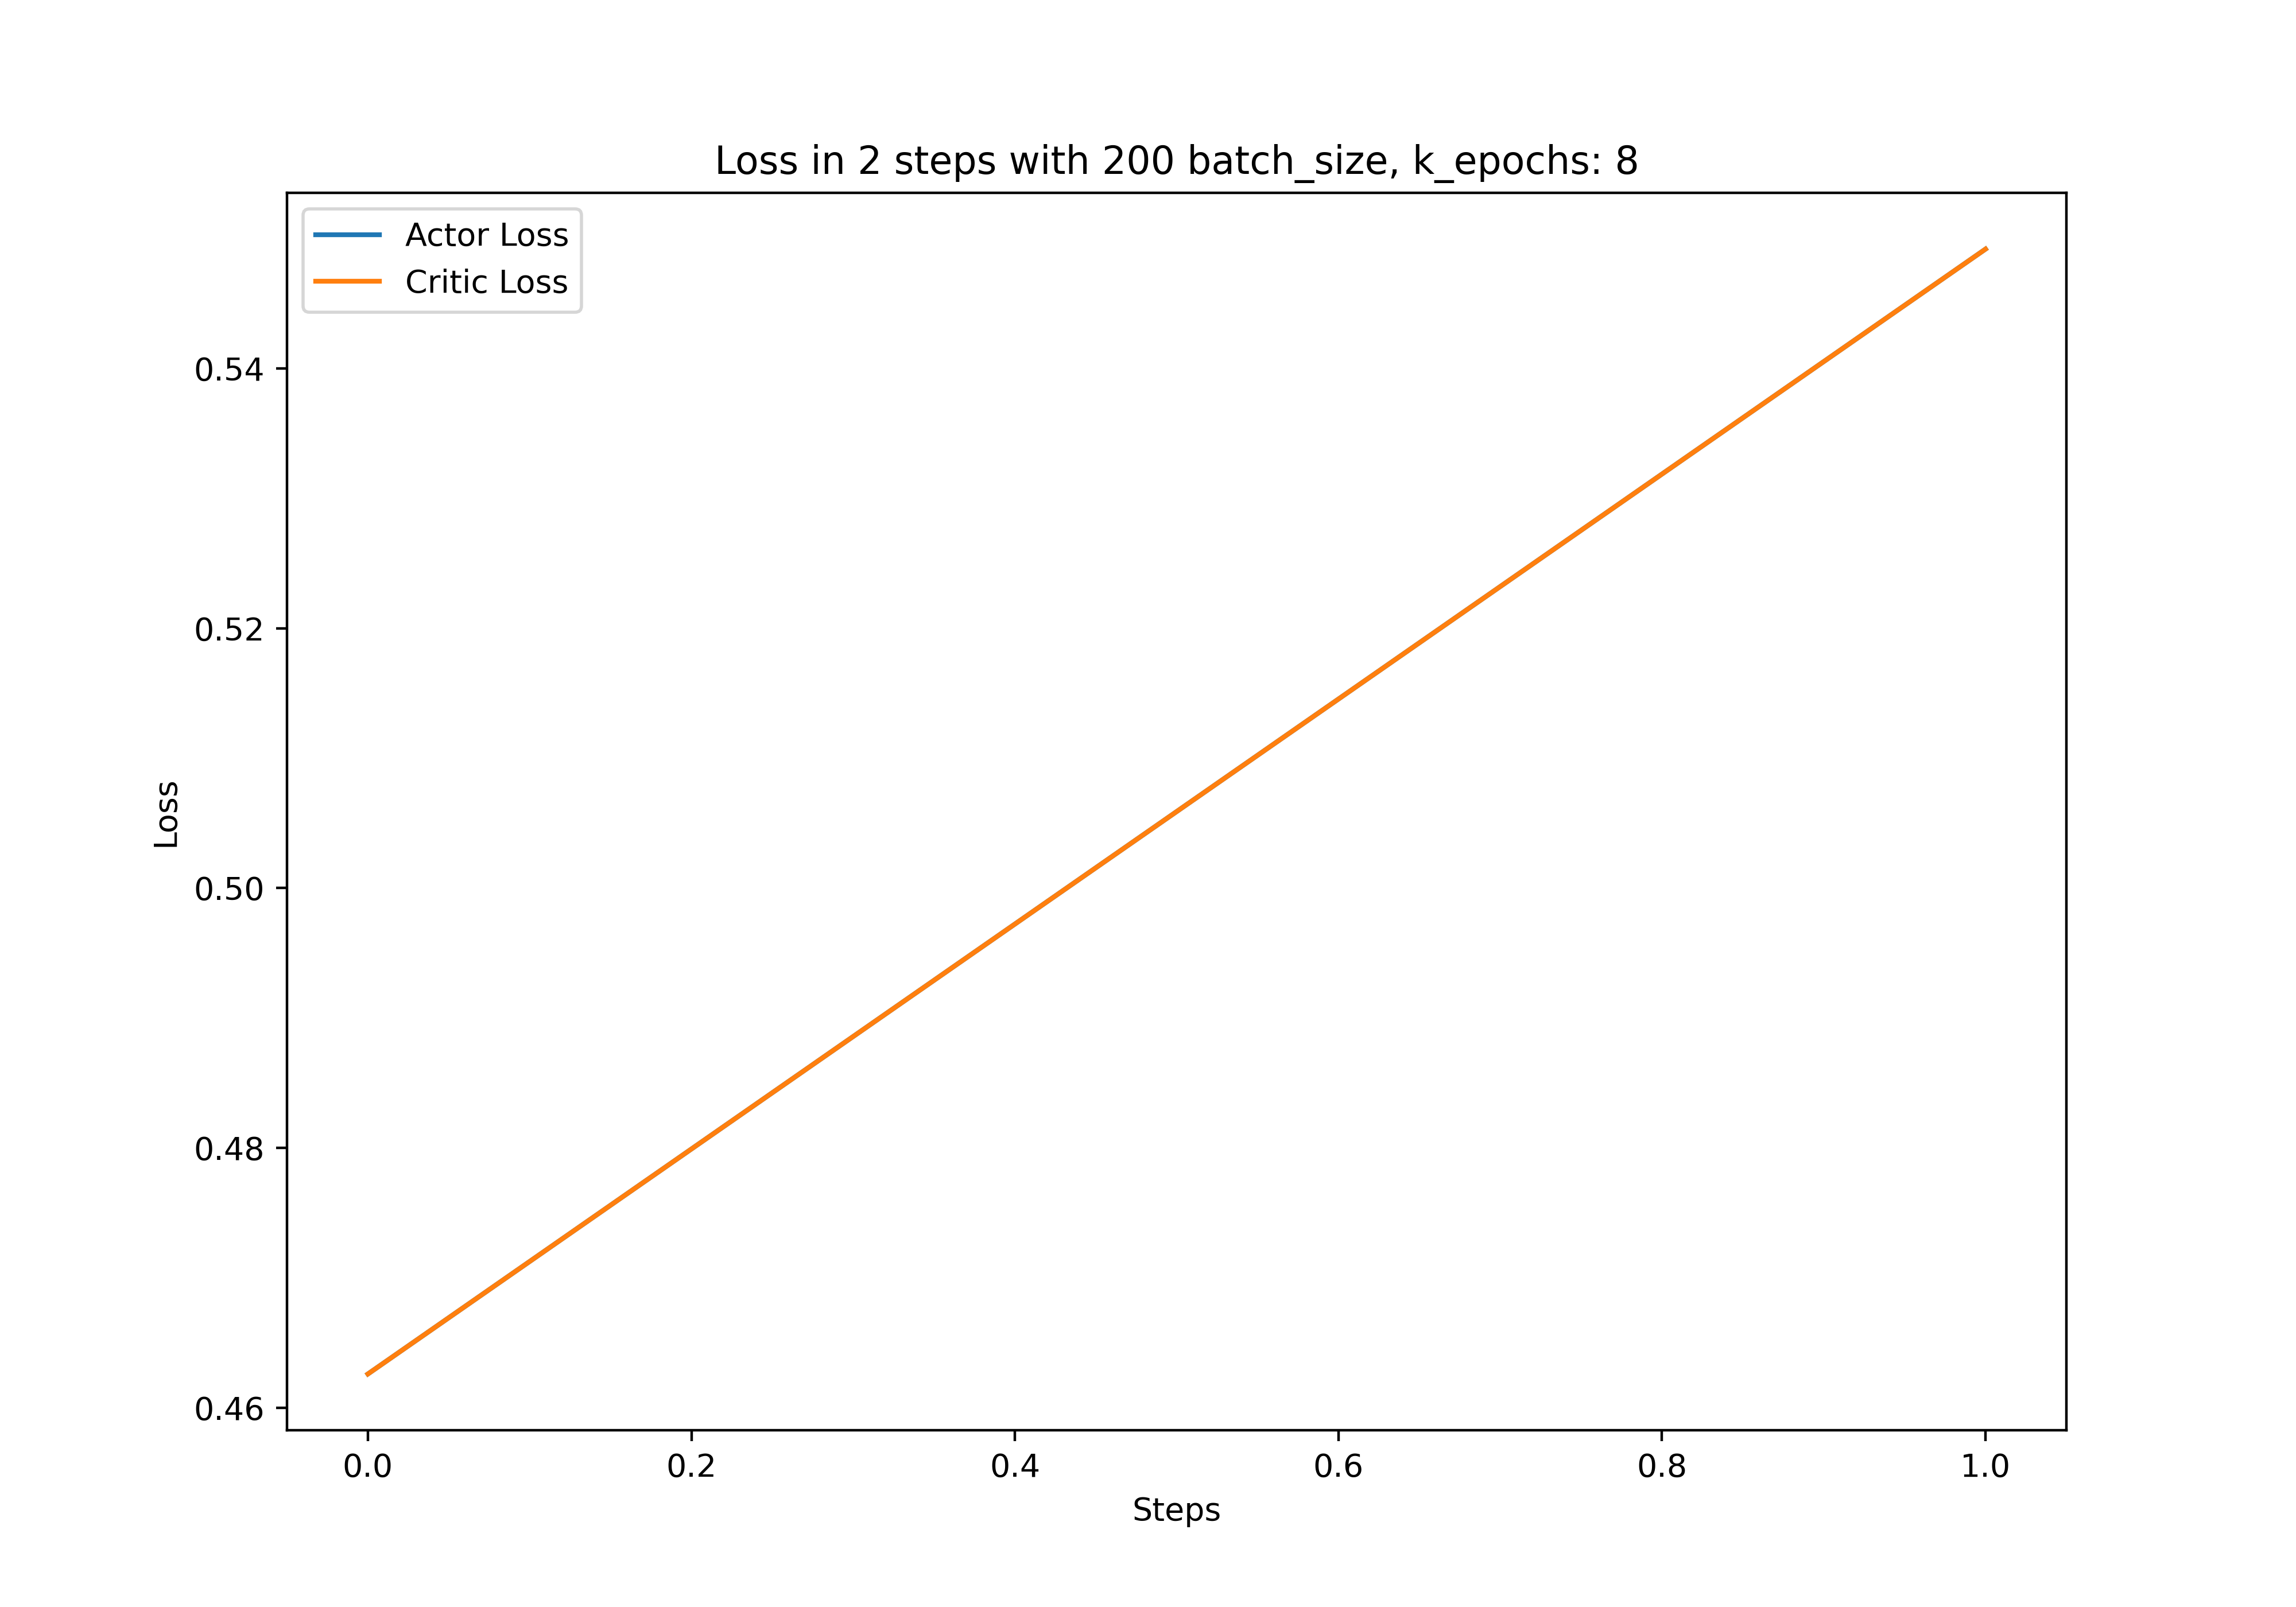 Loss in 2 steps with 200 batch_size, k_epochs: 8
Actor Loss
Critic Loss
0.54
0.52
0.50
0.48
0.46
Loss
0.0 0.2 0.4 0.6 0.8 1.0
Steps